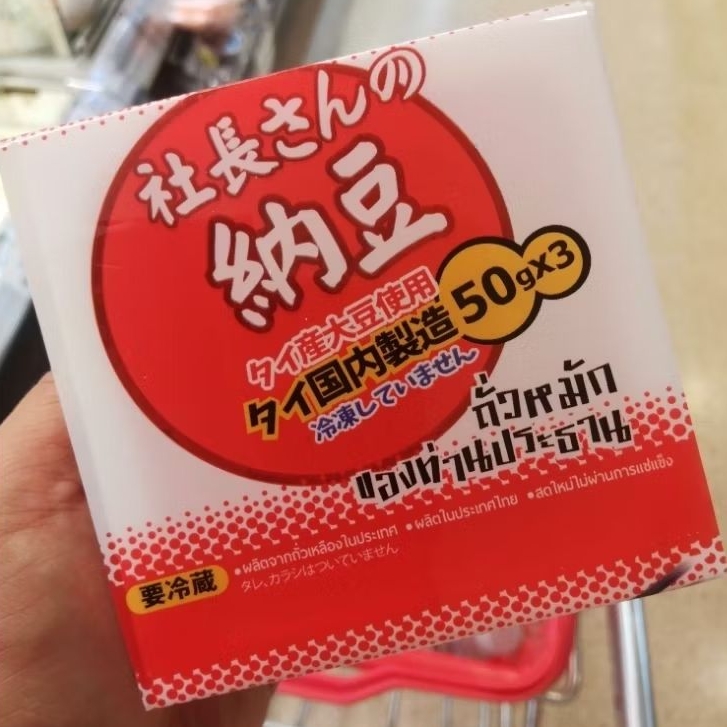 社長さんの
納豆
タイ産大豆使用
タイ国内製造
50gx3
冷凍していません
ถั่วหมัก
ของท่านประธาน
•ผลิตจากถั่วเหลืองในประเทศ •ผลิตในประเทศไทย •สดใหม่ไม่ผ่านการแช่แข็ง
タレ、カラシはついていません
要冷蔵